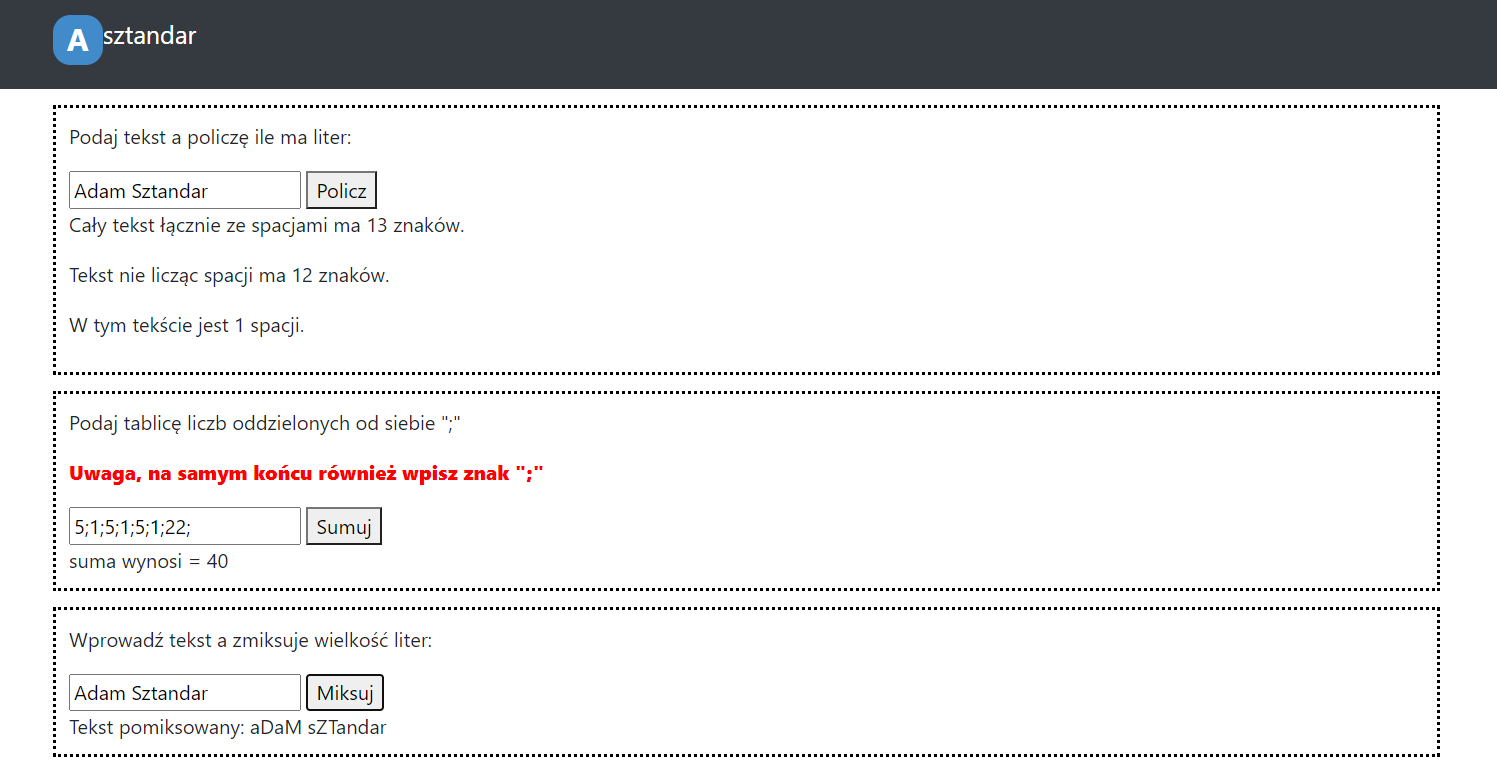 A sztandar
Podaj tekst a policzę ile ma liter:
Adam Sztandar Policz
Cały tekst łącznie ze spacjami ma 13 znaków.
Tekst nie licząc spacji ma 12 znaków.
W tym tekście jest 1 spacji.
Podaj tablicę liczb oddzielonych od siebie ";"
Uwaga, na samym końcu również wpisz znak ";"
5;1;5;1;5;1;22; Sumuj
suma wynosi = 40
Wprowadź tekst a zmiksuje wielkość liter:
Adam Sztandar Miksuj
Tekst pomiksowany: aDaM sZTandar